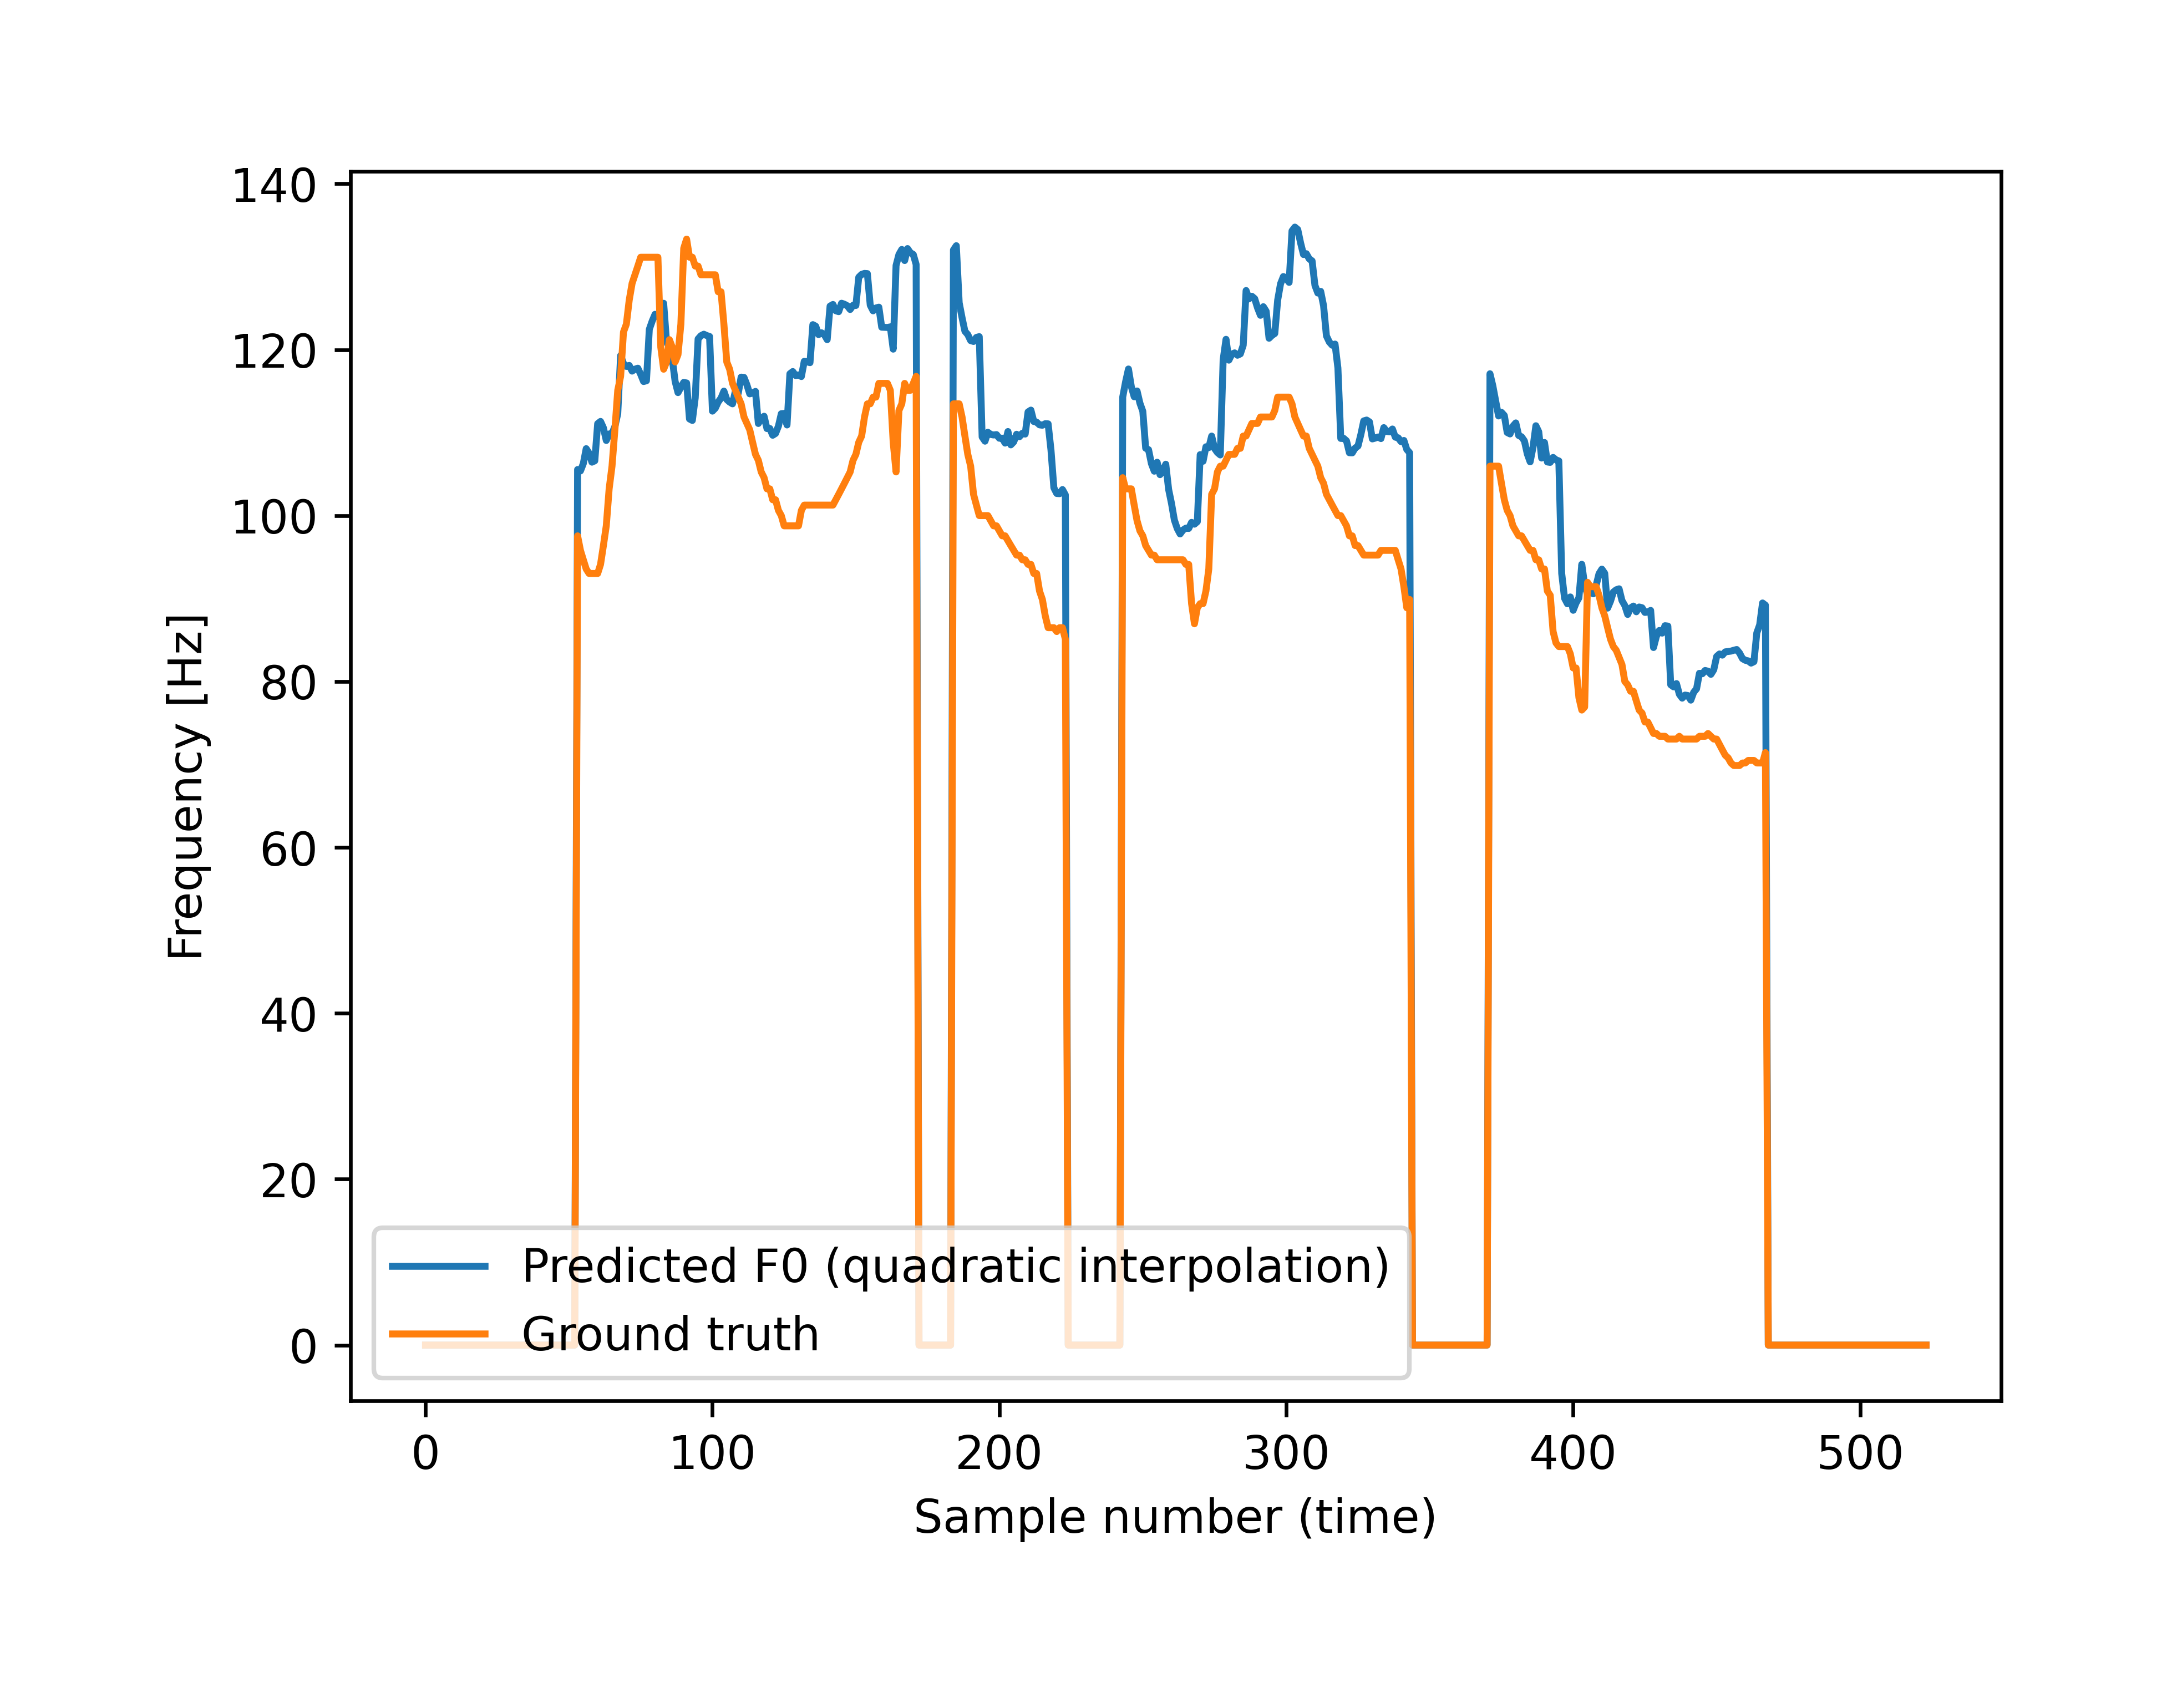 140
120
100
80
60
40
20
0
Frequency [Hz]
Predicted F0 (quadratic interpolation)
Ground truth
0 100 200 300 400 500
Sample number (time)